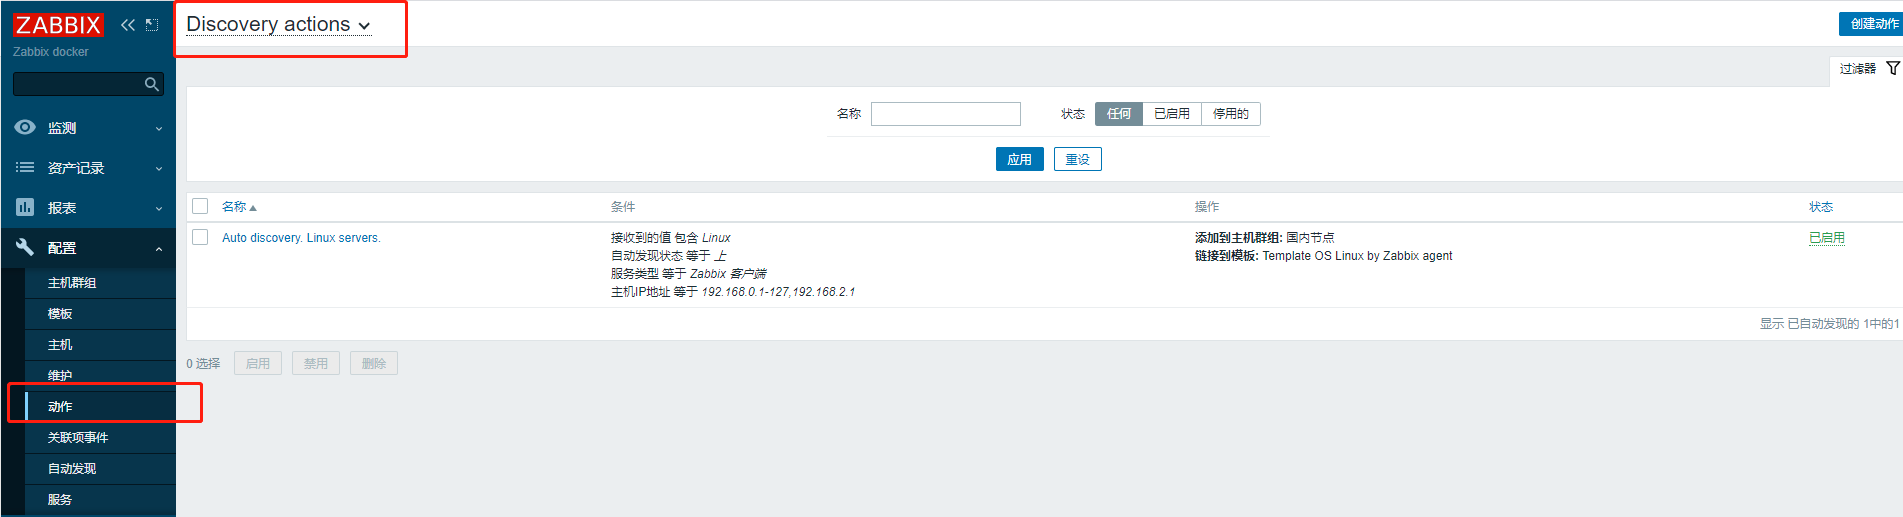 ZABBIX
Zabbix docker
监测
资产记录
报表
配置
主机群组
模板
主机
维护
动作
关联项事件
自动发现
服务
Discovery actions
创建动作
过滤器
名称
状态 任何 已启用 停用的
应用 重设
名称 条件 操作 状态
Auto discovery. Linux servers. 接收到的值 包含 Linux 添加到主机群组: 国内节点 已启用
自动发现状态 等于 上 链接到模板: Template OS Linux by Zabbix agent
服务类型 等于 Zabbix 客户端
主机IP地址 等于 192.168.0.1-127,192.168.2.1
显示 已自动发现的 1中的1
0 选择 启用 禁用 删除